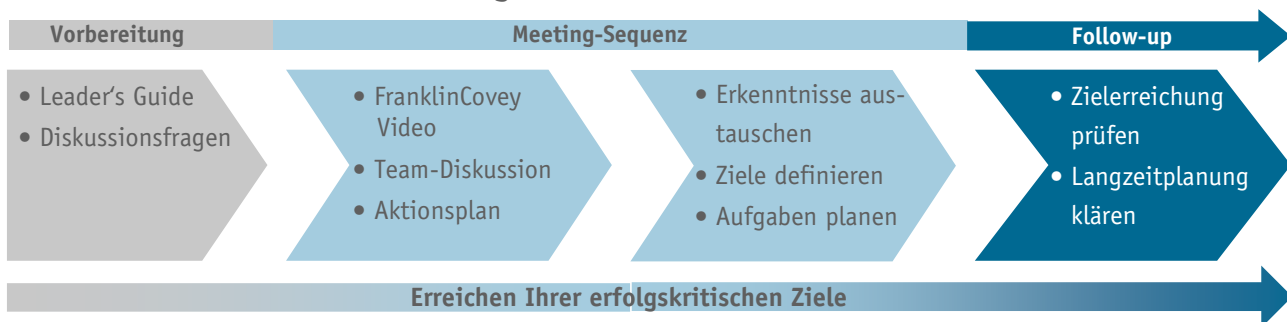 Vorbereitung
Meeting-Sequenz
Follow-up
• Leader's Guide
• Diskussionsfragen
• FranklinCovey
Video
• Team-Diskussion
• Aktionsplan
• Erkenntnisse aus-
tauschen
• Ziele definieren
• Aufgaben planen
• Zielerreichung
prüfen
• Langzeitplanung
klären
Erreichen Ihrer erfolgskritischen Ziele